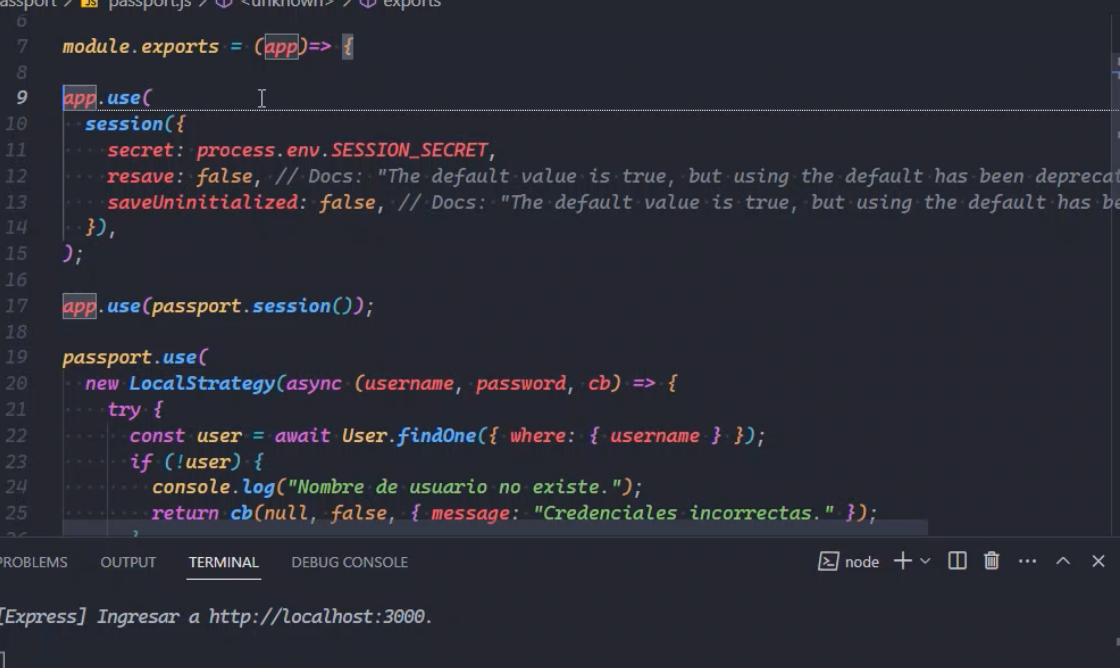 passport.js > <unknown> > exports
6
7 module.exports = (app)=> {
8
9 app.use(
10 session({
11 secret: process.env.SESSION_SECRET,
12 resave: false, // Docs: "The default value is true, but using the default has been deprecat
13 saveUninitialized: false, // Docs: "The default value is true, but using the default has be
14 }),
15 );
16
17 app.use(passport.session());
18
19 passport.use(
20 new LocalStrategy(async (username, password, cb) => {
21 try {
22 const user = await User.findOne({ where: { username } });
23 if (!user) {
24 console.log("Nombre de usuario no existe.");
25 return cb(null, false, { message: "Credenciales incorrectas." });
PROBLEMS OUTPUT TERMINAL DEBUG CONSOLE node
[Express] Ingresar a http://localhost:3000.